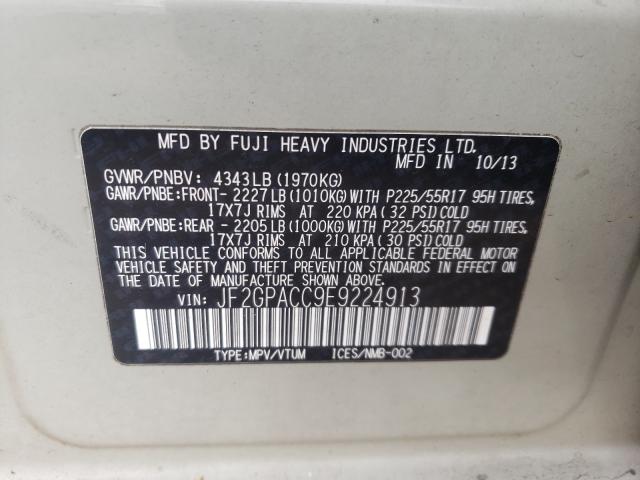 MFD BY FUJI HEAVY INDUSTRIES LTD.
MFD IN 10/13
GVWR/PNBV: 4343LB (1970KG)
GAWR/PNBE:FRONT- 2227LB (1010KG)WITH P225/55R17 95H TIRES,
17X7J RIMS AT 220 KPA (32 PSI)COLD
GAWR/PNBE:REAR - 2205LB (1000KG)WITH P225/55R17 95H TIRES,
17X7J RIMS AT 210 KPA (30 PSI)COLD
THIS VEHICLE CONFORMS TO ALL APPLICABLE FEDERAL MOTOR
VEHICLE SAFETY AND THEFT PREVENTION STANDARDS IN EFFECT ON
THE DATE OF MANUFACTURE SHOWN ABOVE.
VIN: JF2GPACC9E9224913
TYPE:MPV/VTUM ICES/NMB-002